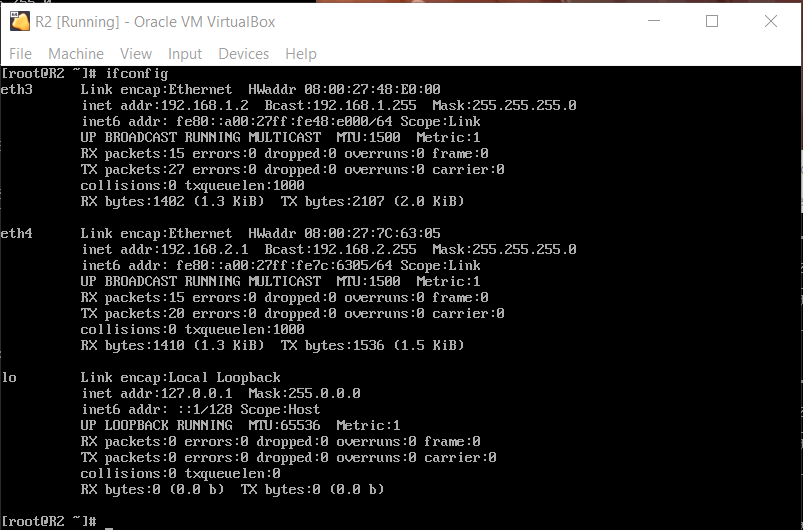 R2 [Running] - Oracle VM VirtualBox
File Machine View Input Devices Help
[root@R2 ~]# ifconfig
eth3 Link encap:Ethernet HWaddr 08:00:27:48:E0:00
inet addr:192.168.1.2 Bcast:192.168.1.255 Mask:255.255.255.0
inet6 addr: fe80::a00:27ff:fe48:e000/64 Scope:Link
UP BROADCAST RUNNING MULTICAST MTU:1500 Metric:1
RX packets:15 errors:0 dropped:0 overruns:0 frame:0
TX packets:27 errors:0 dropped:0 overruns:0 carrier:0
collisions:0 txqueuelen:1000
RX bytes:1402 (1.3 KiB) TX bytes:2107 (2.0 KiB)
eth4 Link encap:Ethernet HWaddr 08:00:27:7C:63:05
inet addr:192.168.2.1 Bcast:192.168.2.255 Mask:255.255.255.0
inet6 addr: fe80::a00:27ff:fe7c:6305/64 Scope:Link
UP BROADCAST RUNNING MULTICAST MTU:1500 Metric:1
RX packets:15 errors:0 dropped:0 overruns:0 frame:0
TX packets:20 errors:0 dropped:0 overruns:0 carrier:0
collisions:0 txqueuelen:1000
RX bytes:1410 (1.3 KiB) TX bytes:1536 (1.5 KiB)
lo Link encap:Local Loopback
inet addr:127.0.0.1 Mask:255.0.0.0
inet6 addr: ::1/128 Scope:Host
UP LOOPBACK RUNNING MTU:65536 Metric:1
RX packets:0 errors:0 dropped:0 overruns:0 frame:0
TX packets:0 errors:0 dropped:0 overruns:0 carrier:0
collisions:0 txqueuelen:0
RX bytes:0 (0.0 b) TX bytes:0 (0.0 b)
[root@R2 ~]# _